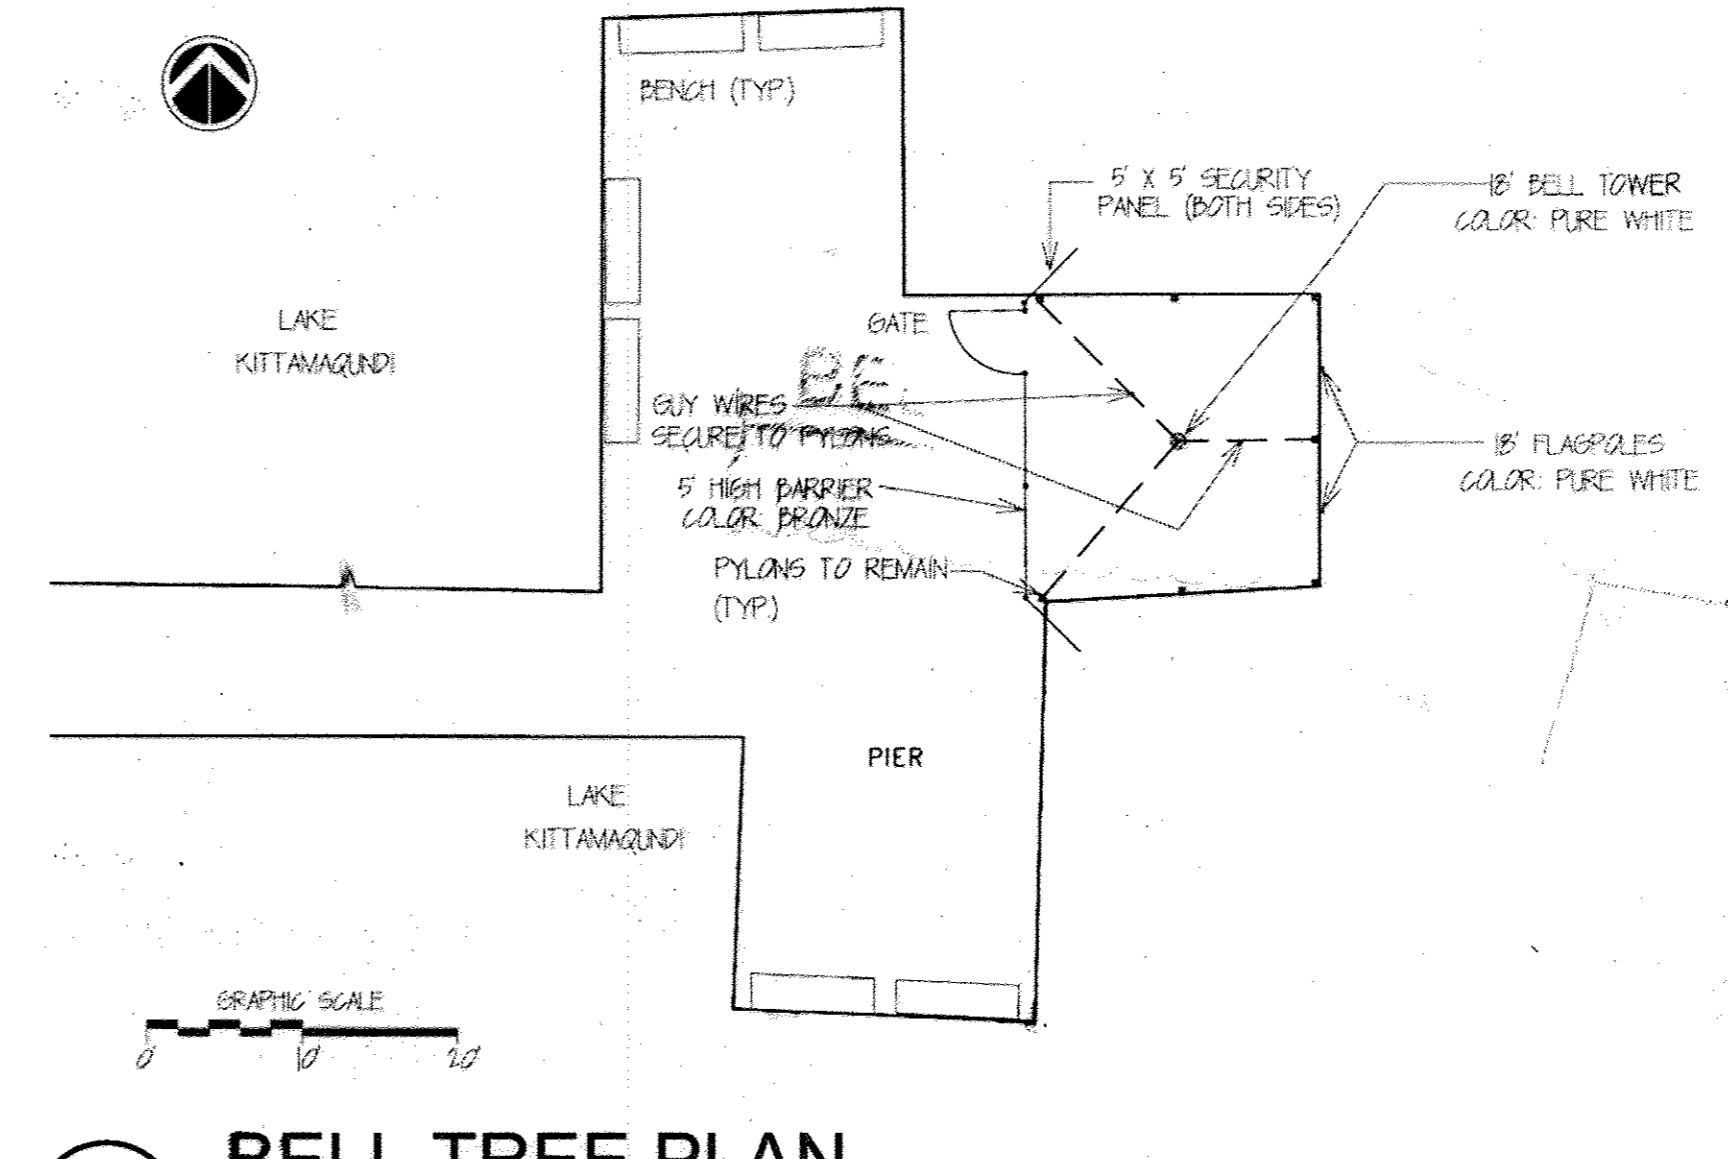 BENCH (TYP.)
5' X 5' SECURITY
PANEL (BOTH SIDES)
18' BELL TOWER
COLOR: PURE WHITE
LAKE
KITTAMAQUNDI
GATE
GUY WIRES
SECURE TO PYLONS
18' FLAGPOLES
COLOR: PURE WHITE
5' HIGH BARRIER
COLOR: BRONZE
PYLONS TO REMAIN
(TYP.)
PIER
LAKE
KITTAMAQUNDI
GRAPHIC SCALE
0' 10' 20'
BELL TREE PLAN